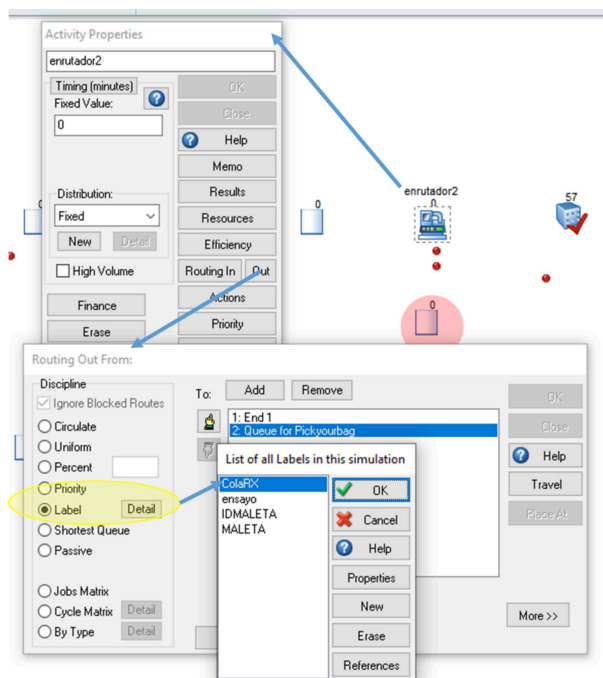 Activity Properties
enrutador2
Timing (minutes)
Fixed Value:
0
OK
Close
Help
Memo
Results
Resources
Efficiency
Routing In
Out
Actions
Priority
Distribution:
Fixed
New
Detail
High Volume
Finance
Erase
0
0
enrutador2
0
57
0
Routing Out From:
Discipline
Ignore Blocked Routes
Circulate
Uniform
Percent
Priority
Label
Detail
Shortest Queue
Passive
Jobs Matrix
Cycle Matrix
Detail
By Type
Detail
To:
Add
Remove
1: End 1
2: Queue for Pickyourbag
OK
Close
Help
Travel
Place At
More >>
List of all Labels in this simulation
ColaRX
ensayo
IDMALETA
MALETA
OK
Cancel
Help
Properties
New
Erase
References